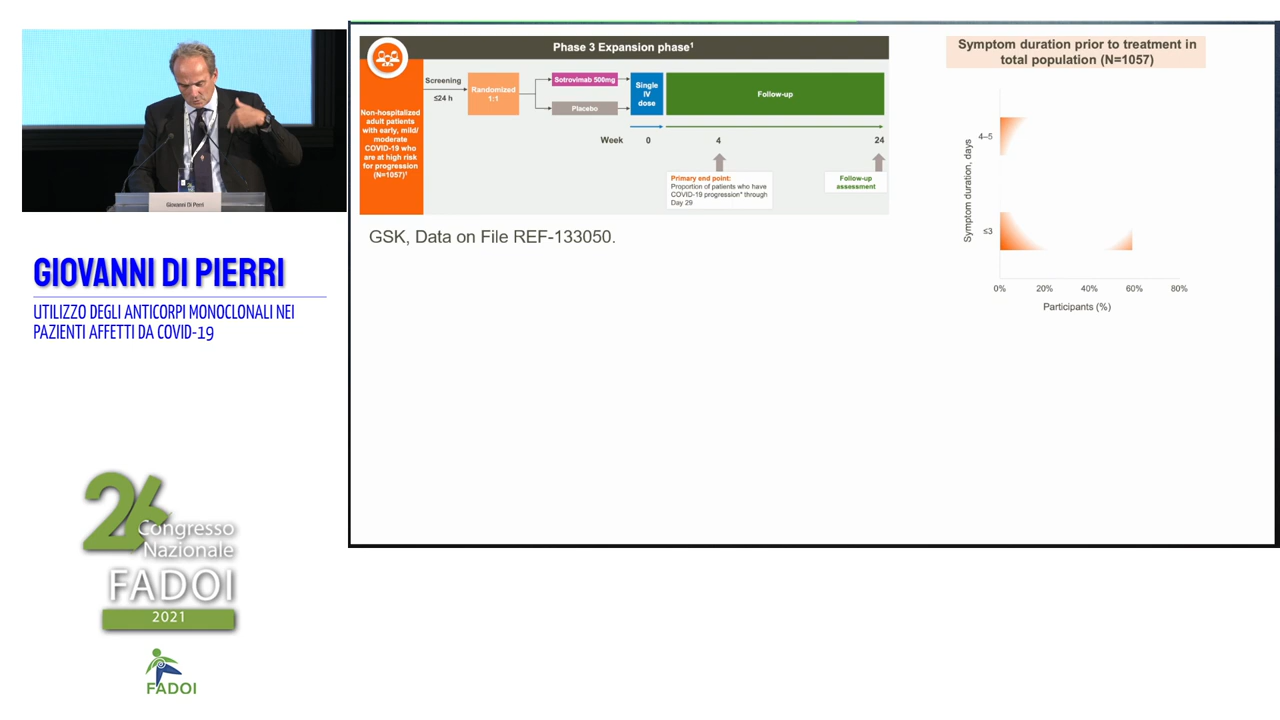 Giovanni Di Perri
GIOVANNI DI PIERRI
UTILIZZO DEGLI ANTICORPI MONOCLONALI NEI
PAZIENTI AFFETTI DA COVID-19
26
Congresso
Nazionale
FADOI
2021
FADOI
Phase 3 Expansion phase¹
Non-hospitalized
adult patients
with early, mild/
moderate
COVID-19 who
are at high risk
for progression
(N=1057)¹
Screening
≤24 h
Randomized
1:1
Sotrovimab 500mg
Placebo
Single
IV
dose
Follow-up
Week 0 4 24
Primary end point:
Proportion of patients who have
COVID-19 progression* through
Day 29
Follow-up
assessment
GSK, Data on File REF-133050.
Symptom duration prior to treatment in
total population (N=1057)
Symptom duration, days
4–5
≤3
0% 20% 40% 60% 80%
Participants (%)